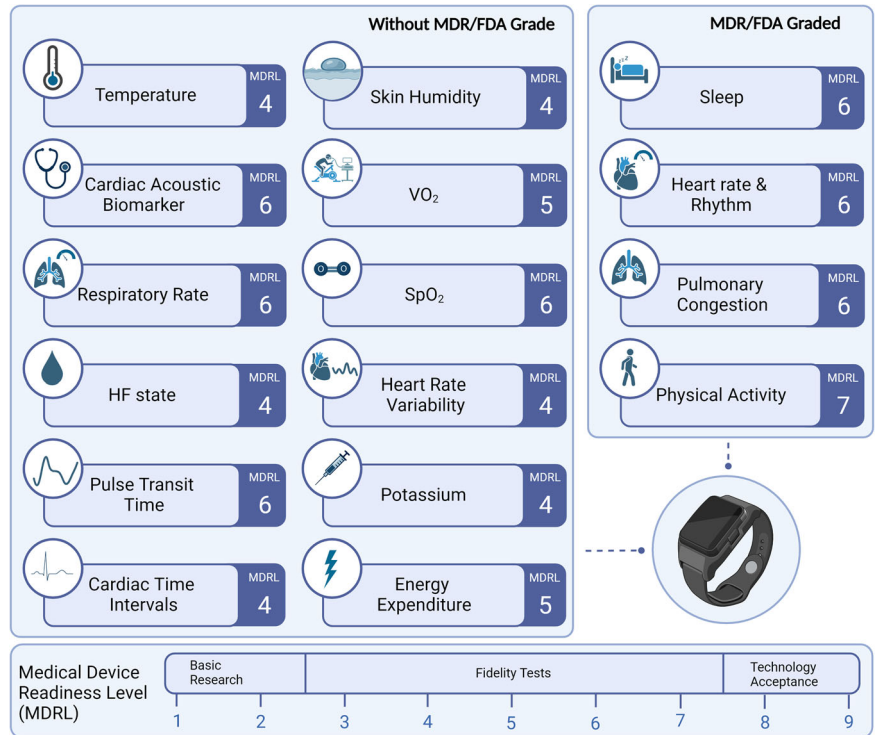 Without MDR/FDA Grade
Temperature
MDRL
4
Skin Humidity
MDRL
4
Cardiac Acoustic
Biomarker
MDRL
6
VO₂
MDRL
5
Respiratory Rate
MDRL
6
SpO₂
MDRL
6
HF state
MDRL
4
Heart Rate
Variability
MDRL
4
Pulse Transit
Time
MDRL
6
Potassium
MDRL
4
Cardiac Time
Intervals
MDRL
4
Energy
Expenditure
MDRL
5
MDR/FDA Graded
zZ
Sleep
MDRL
6
Heart rate &
Rhythm
MDRL
6
Pulmonary
Congestion
MDRL
6
Physical Activity
MDRL
7
Medical Device
Readiness Level
(MDRL)
Basic
Research
Fidelity Tests
Technology
Acceptance
1 2 3 4 5 6 7 8 9